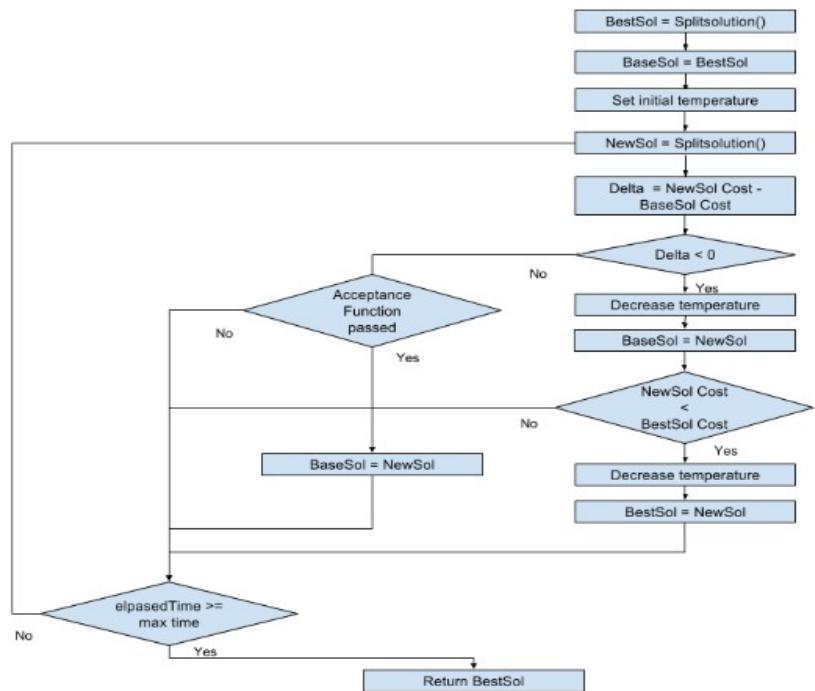 BestSol = Splitsolution()
BaseSol = BestSol
Set initial temperature
NewSol = Splitsolution()
Delta = NewSol Cost -
BaseSol Cost
Delta < 0
No
Yes
Acceptance
Function
passed
No
Yes
Decrease temperature
BaseSol = NewSol
NewSol Cost
<
BestSol Cost
No
Yes
BaseSol = NewSol
Decrease temperature
BestSol = NewSol
elpasedTime >=
max time
No
Yes
Return BestSol